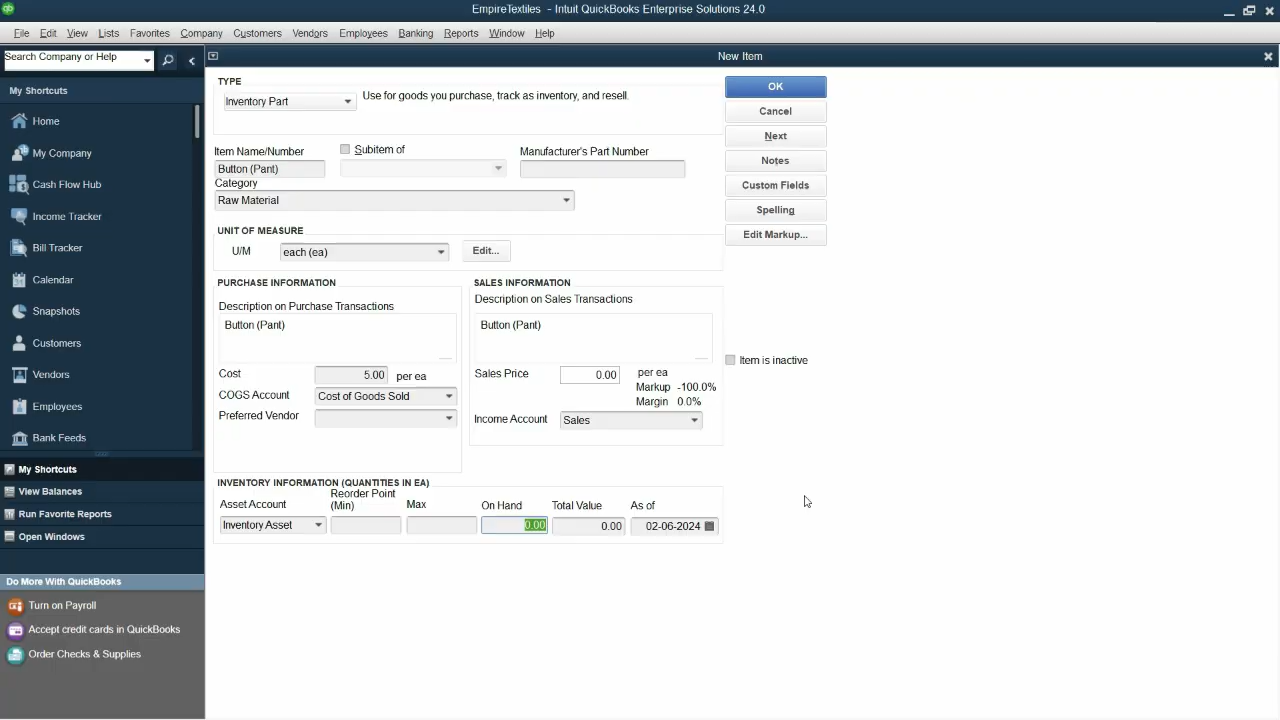 EmpireTextiles - Intuit QuickBooks Enterprise Solutions 24.0
File Edit View Lists Favorites Company Customers Vendors Employees Banking Reports Window Help
Search Company or Help
New Item
My Shortcuts
Home
My Company
Cash Flow Hub
Income Tracker
Bill Tracker
Calendar
Snapshots
Customers
Vendors
Employees
Bank Feeds
My Shortcuts
View Balances
Run Favorite Reports
Open Windows
Do More With QuickBooks
Turn on Payroll
Accept credit cards in QuickBooks
Order Checks & Supplies
TYPE
Inventory Part
Use for goods you purchase, track as inventory, and resell.
Item Name/Number
Subitem of
Manufacturer's Part Number
Button (Pant)
Category
Raw Material
UNIT OF MEASURE
U/M
each (ea)
Edit...
PURCHASE INFORMATION
Description on Purchase Transactions
Button (Pant)
Cost
5.00
per ea
COGS Account
Cost of Goods Sold
Preferred Vendor
SALES INFORMATION
Description on Sales Transactions
Button (Pant)
Sales Price
0.00
per ea
Markup -100.0%
Margin 0.0%
Income Account
Sales
INVENTORY INFORMATION (QUANTITIES IN EA)
Asset Account
Reorder Point
(Min)
Max
On Hand
Total Value
As of
Inventory Asset
0.00
0.00
02-06-2024
OK
Cancel
Next
Notes
Custom Fields
Spelling
Edit Markup...
Item is inactive